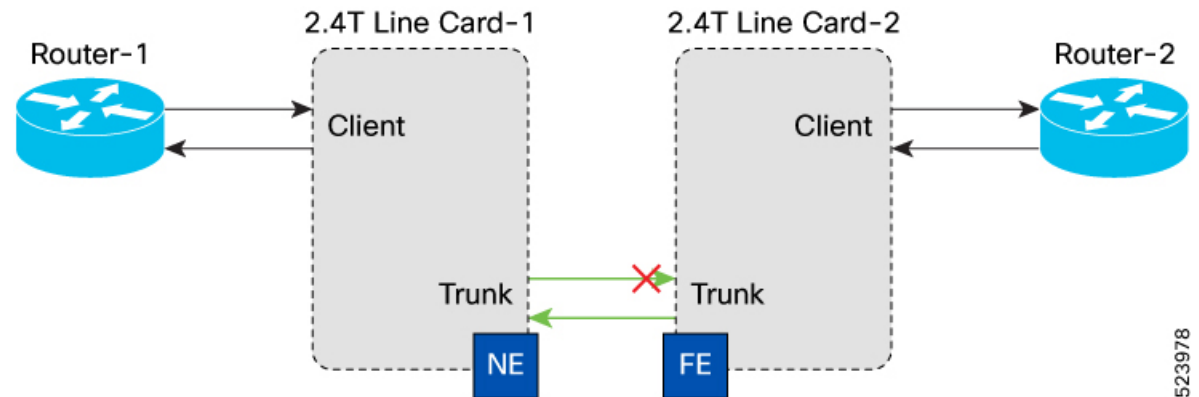 2.4T Line Card-1
2.4T Line Card-2
Router-1
Router-2
Client
Client
Trunk
Trunk
NE
FE
523978